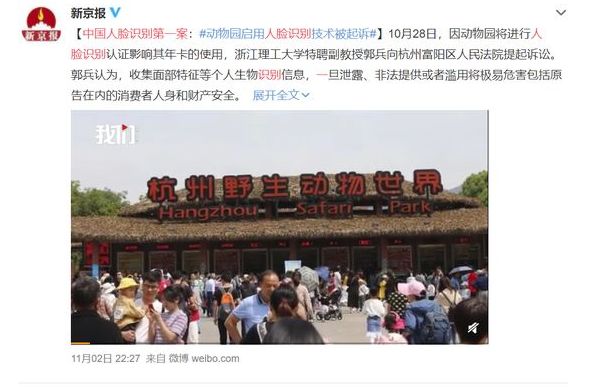 新京报
新京报
中国人脸识别第一案：#动物园启用人脸识别技术被起诉# 10月28日，因动物园将进行人
脸识别认证影响其年卡的使用，浙江理工大学特聘副教授郭兵向杭州富阳区人民法院提起诉讼。
郭兵认为，收集面部特征等个人生物识别信息，一旦泄露、非法提供或者滥用将极易危害包括原
告在内的消费者人身和财产安全。 展开全文
我们
杭州野生动物世界
Hangzhou Safari Park
11月02日 22:27 来自 微博 weibo.com